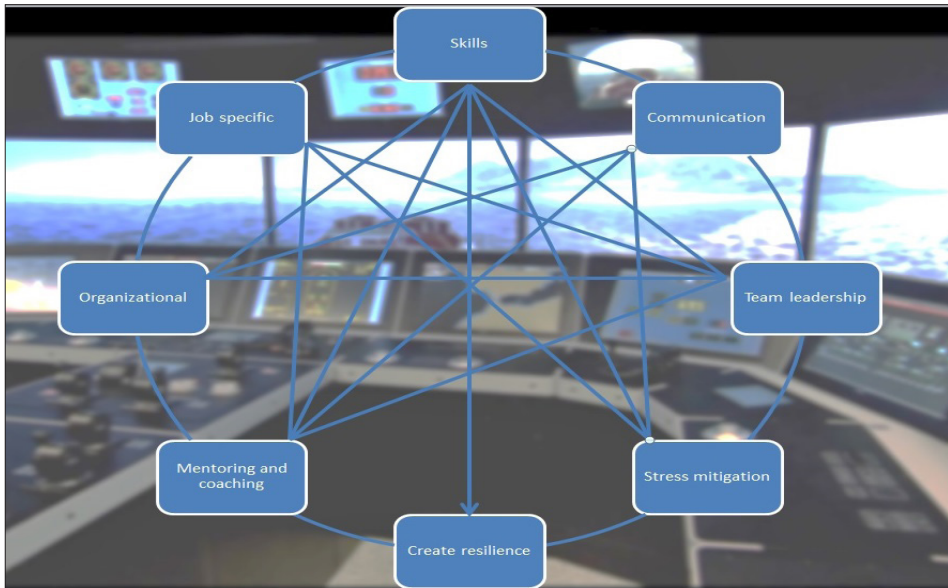 Skills
Job specific
Communication
Organizational
Team leadership
Mentoring and
coaching
Stress mitigation
Create resilience